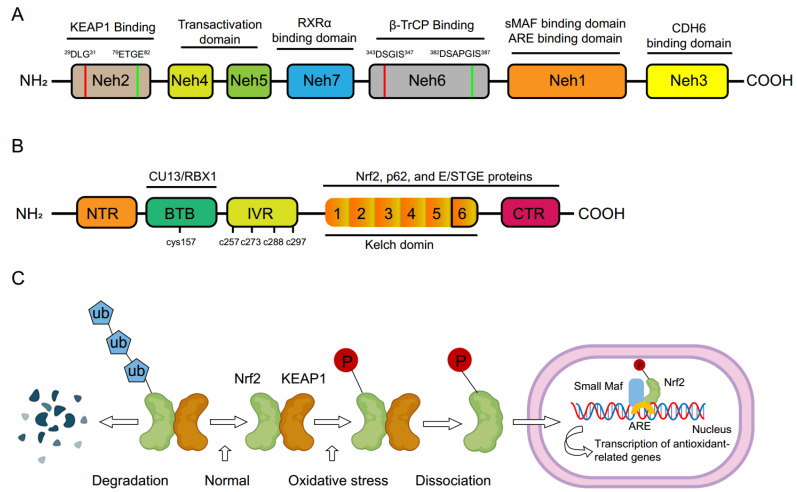 A
KEAP1 Binding
Transactivation
domain
RXRα
binding domain
β-TrCP Binding
sMAF binding domain
ARE binding domain
CDH6
binding domain
²⁹DLG³¹ ⁷⁹ETGE⁸²
³⁴³DSGIS³⁴⁷ ³⁸²DSAPGIS³⁸⁷
NH₂ Neh2 Neh4 Neh5 Neh7 Neh6 Neh1 Neh3 COOH
B
CU13/RBX1
Nrf2, p62, and E/STGE proteins
NH₂ NTR BTB IVR 1 2 3 4 5 6 CTR COOH
cys157 c257 c273 c288 c297
Kelch domin
C
ub
ub
ub
Nrf2 KEAP1
P
P
P
Small Maf Nrf2
ARE
Nucleus
Transcription of antioxidant-
related genes
Degradation Normal Oxidative stress Dissociation